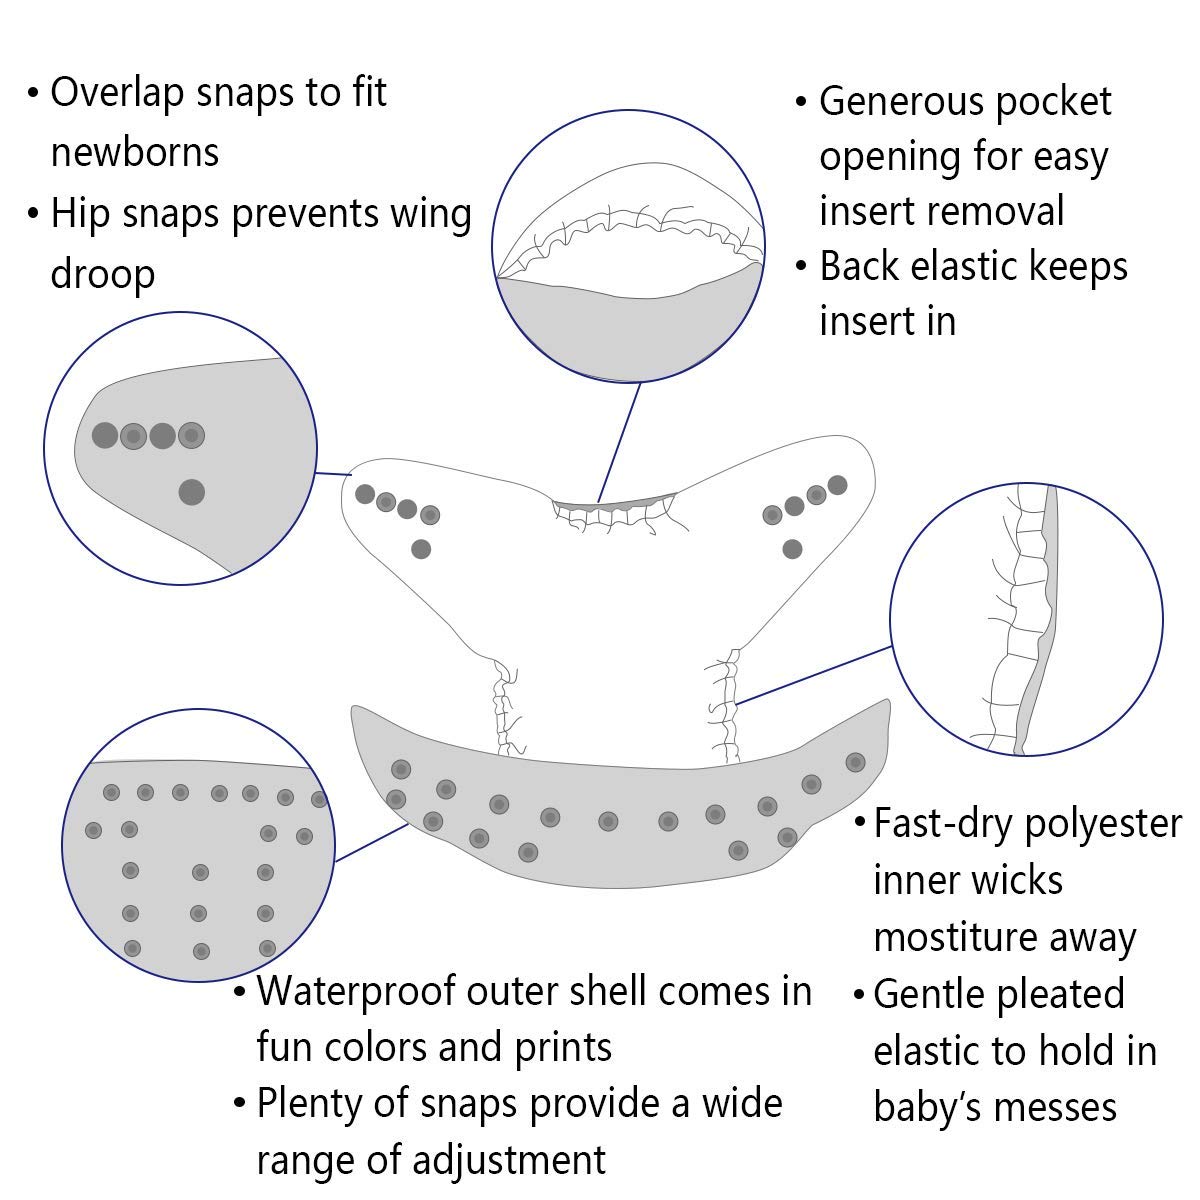 • Overlap snaps to fit
newborns
• Hip snaps prevents wing
droop
• Generous pocket
opening for easy
insert removal
• Back elastic keeps
insert in
• Fast-dry polyester
inner wicks
mostiture away
• Gentle pleated
elastic to hold in
baby's messes
• Waterproof outer shell comes in
fun colors and prints
• Plenty of snaps provide a wide
range of adjustment